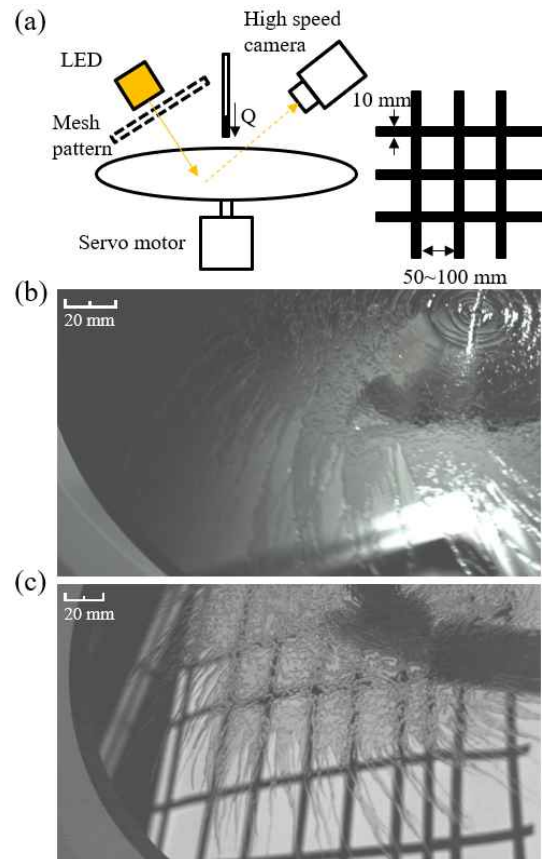 (a)
High speed
camera
LED
Q
Mesh
pattern
Servo motor
10 mm
50~100 mm
(b)
20 mm
(c)
20 mm